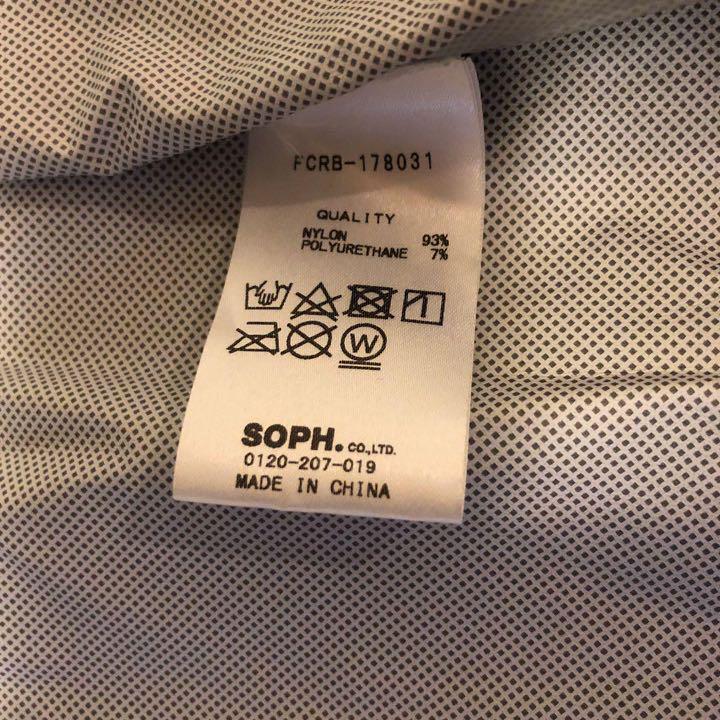 FCRB-178031
QUALITY
NYLON 93%
POLYURETHANE 7%
W
SOPH. CO.,LTD.
0120-207-019
MADE IN CHINA